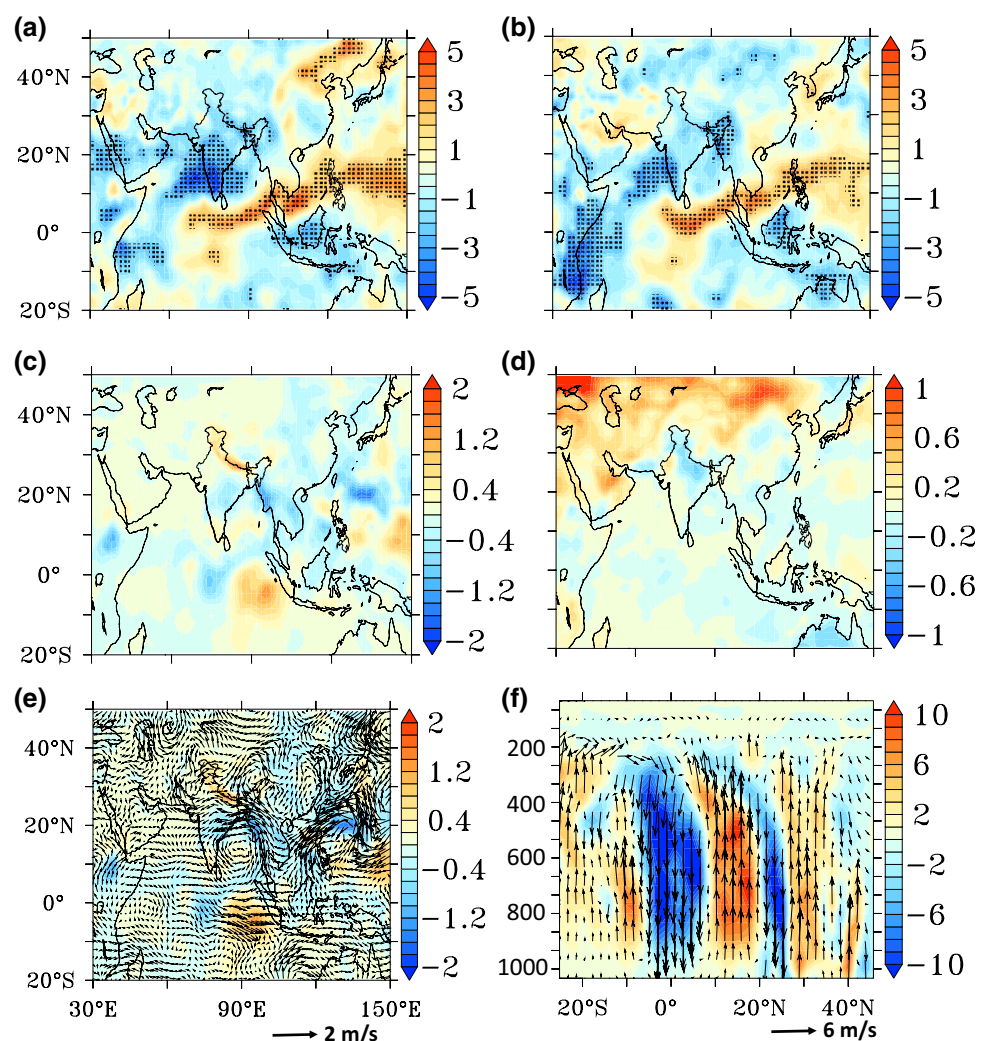 (a) (b)
40°N
20°N
0°
20°S
5
3
1
−1
−3
−5
5
3
1
−1
−3
−5
(c) (d)
40°N
20°N
0°
20°S
2
1.2
0.4
−0.4
−1.2
−2
1
0.6
0.2
−0.2
−0.6
−1
(e) (f)
40°N
20°N
0°
20°S
30°E 90°E 150°E
2 m/s
2
1.2
0.4
−0.4
−1.2
−2
200
400
600
800
1000
20°S 0° 20°N 40°N
6 m/s
10
6
2
−2
−6
−10